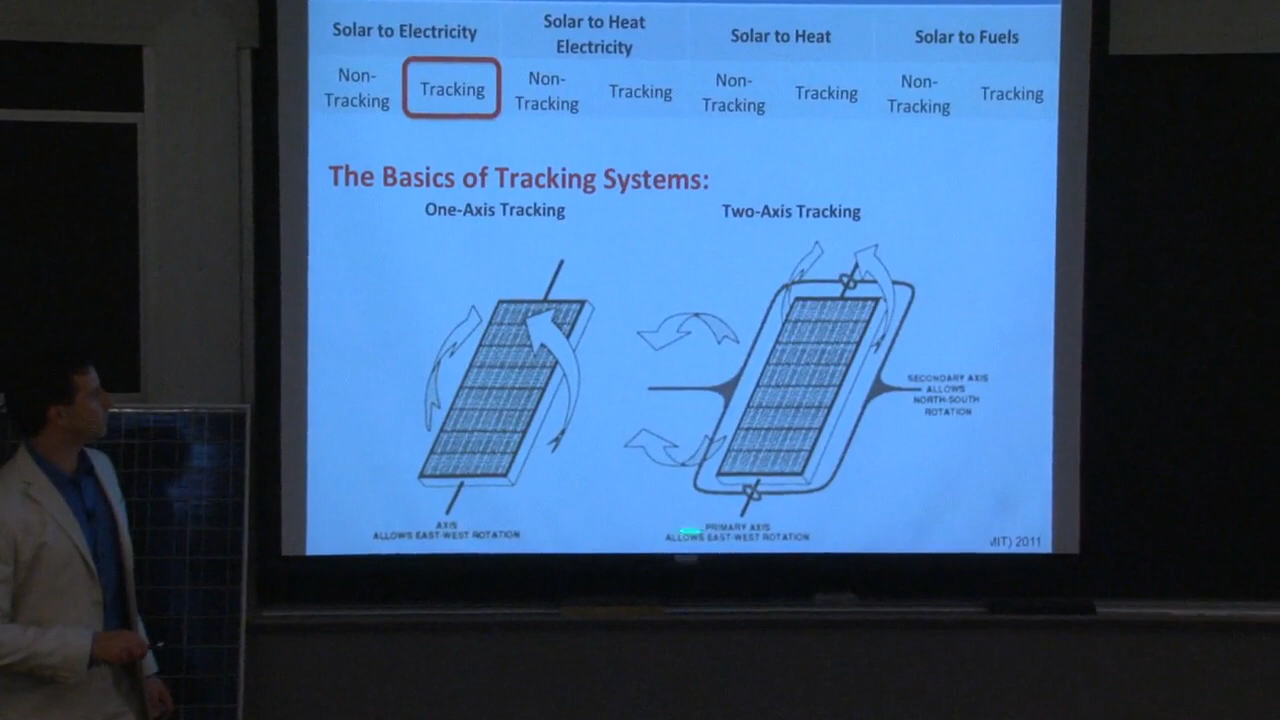 Solar to Electricity
Solar to Heat
Electricity
Solar to Heat
Solar to Fuels
Non-
Tracking
Tracking
Non-
Tracking
Tracking
Non-
Tracking
Tracking
Non-
Tracking
Tracking
The Basics of Tracking Systems:
One-Axis Tracking
Two-Axis Tracking
SECONDARY AXIS
ALLOWS
NORTH-SOUTH
ROTATION
AXIS
ALLOWS EAST-WEST ROTATION
PRIMARY AXIS
ALLOWS EAST-WEST ROTATION
MIT) 2011